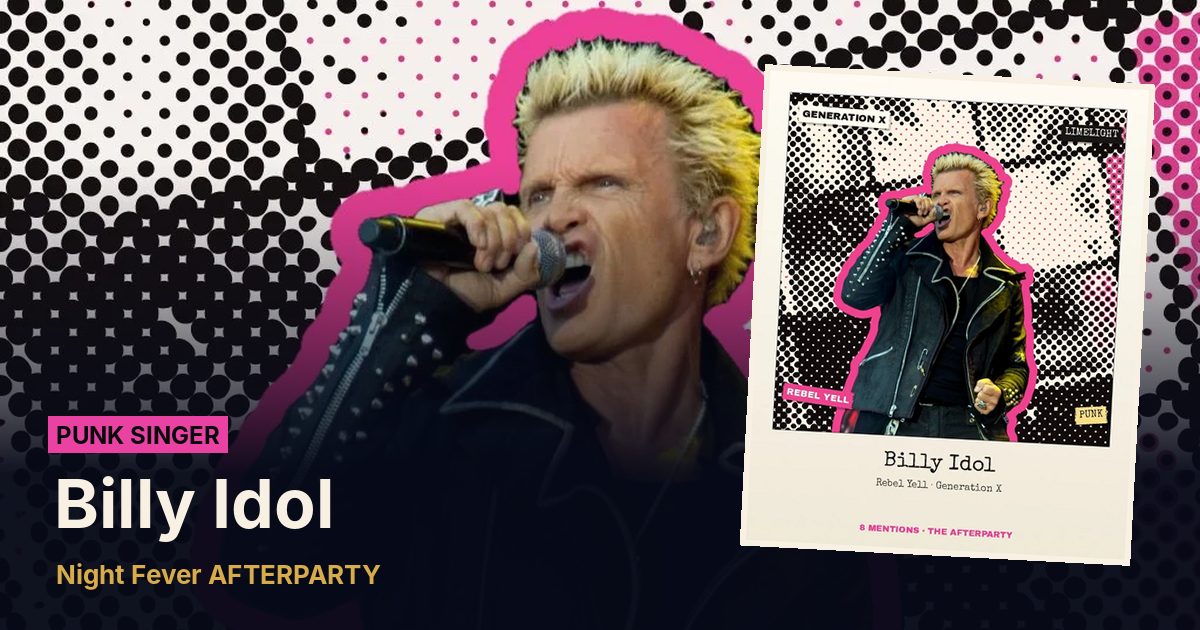 PUNK SINGER
Billy Idol
Night Fever AFTERPARTY
GENERATION X
LIMELIGHT
REBEL YELL
PUNK
Billy Idol
Rebel Yell · Generation X
8 MENTIONS · THE AFTERPARTY